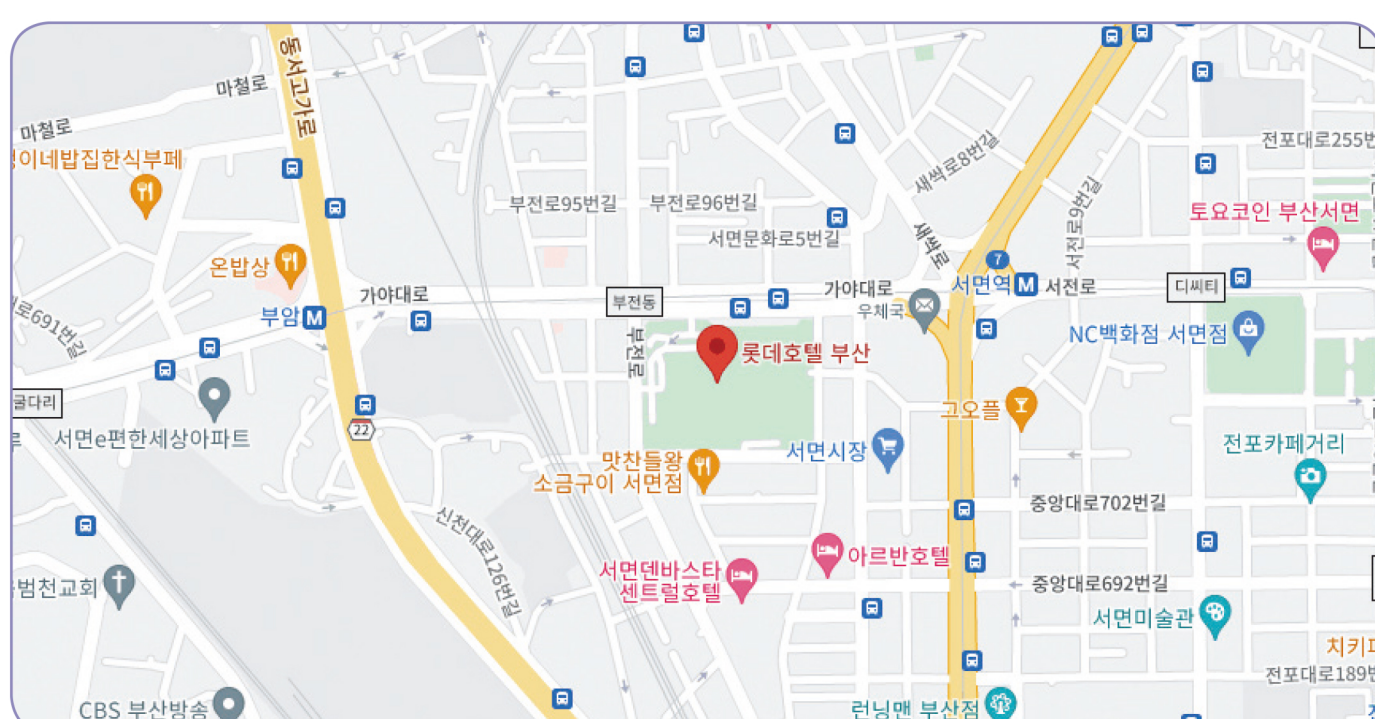 동서고가로
마철로
마철로
이네밥집한식부페
전포대로255번
새싹로8번길
부전로95번길
부전로96번길
서면문화로5번길
새싹로
서전로9번길
토요코인 부산서면
온밥상
7
가야대로
부전동
가야대로
서면역
M
서전로
디씨티
우체국
로691번길
부암
M
부전로
롯데호텔 부산
NC백화점 서면점
굴다리
22
고오플
로
서면e편한세상아파트
서면시장
전포카페거리
맛찬들왕
소금구이 서면점
중앙대로702번길
신천대로126번길
아르반호텔
서면덴바스타
센트럴호텔
범천교회
중앙대로692번길
서면미술관
치키
전포대로189번
CBS 부산방송
런닝맨 부산점